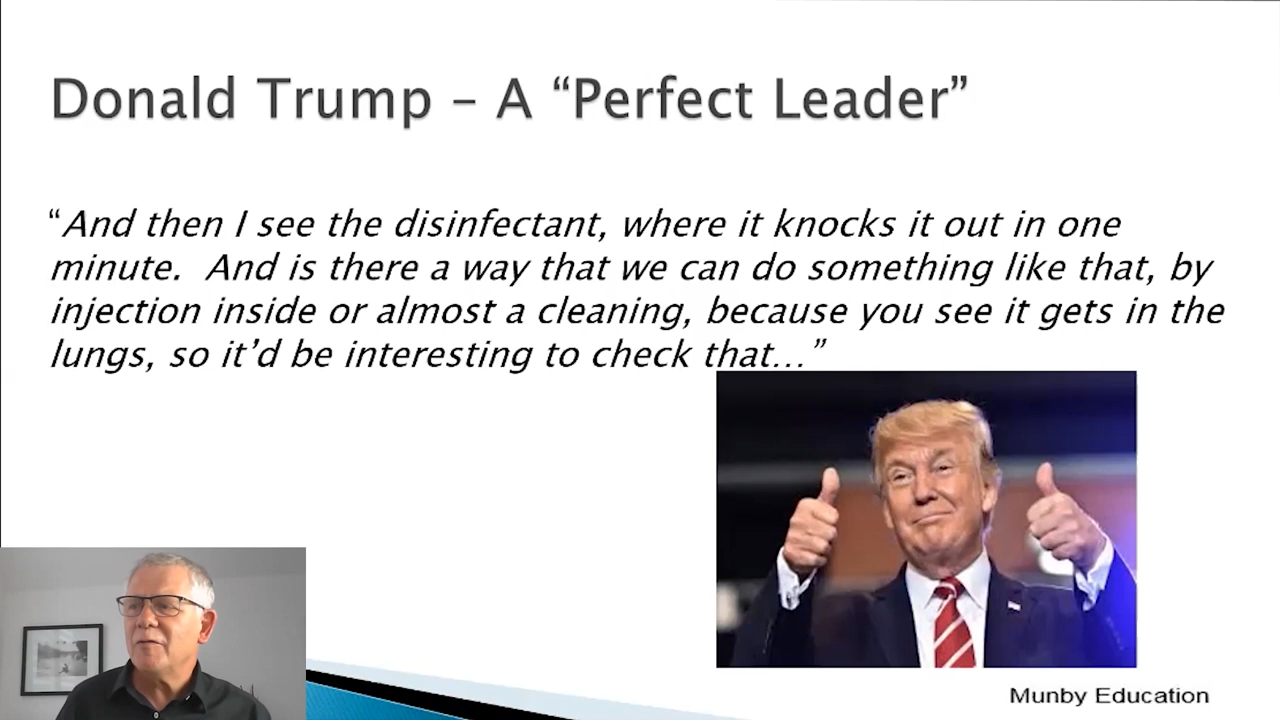 Donald Trump – A “Perfect Leader”
“And then I see the disinfectant, where it knocks it out in one
minute.  And is there a way that we can do something like that, by
injection inside or almost a cleaning, because you see it gets in the
lungs, so it’d be interesting to check that…”
Munby Education